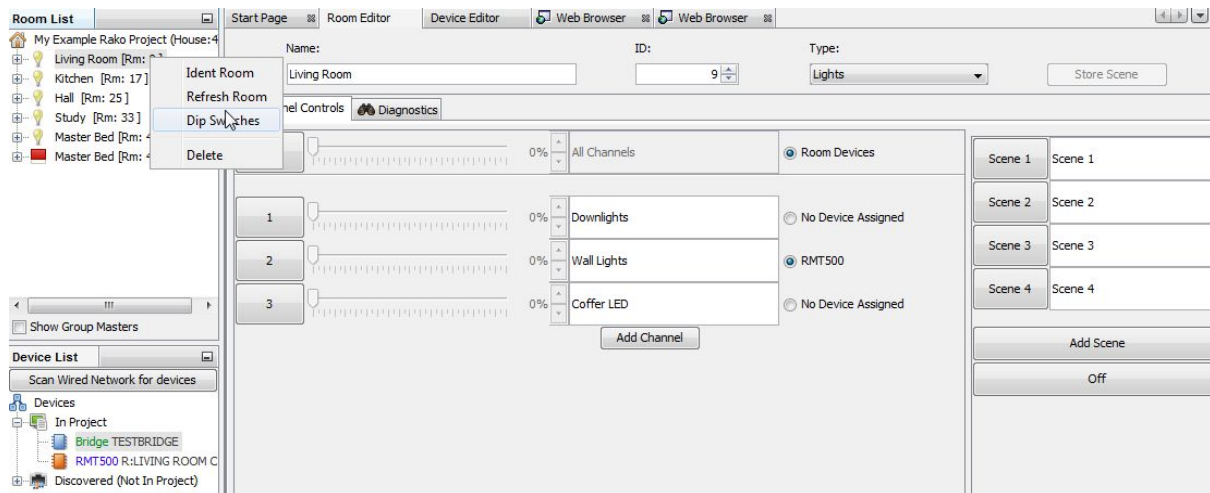 Room List
Start Page
Room Editor
Device Editor
Web Browser
Web Browser
My Example Rako Project (House:4
Living Room [Rm:
Kitchen [Rm: 17]
Hall [Rm: 25]
Study [Rm: 33]
Master Bed [Rm: 4
Master Bed [Rm: 4
Ident Room
Refresh Room
Dip Switches
Delete
Name:
ID:
Type:
Living Room
9
Lights
Store Scene
nel Controls
Diagnostics
0%
All Channels
Room Devices
1
0%
Downlights
No Device Assigned
2
0%
Wall Lights
RMT500
3
0%
Coffer LED
No Device Assigned
Add Channel
Scene 1
Scene 1
Scene 2
Scene 2
Scene 3
Scene 3
Scene 4
Scene 4
Add Scene
Off
Show Group Masters
Device List
Scan Wired Network for devices
Devices
In Project
Bridge TESTBRIDGE
RMT500 R:LIVING ROOM C
Discovered (Not In Project)